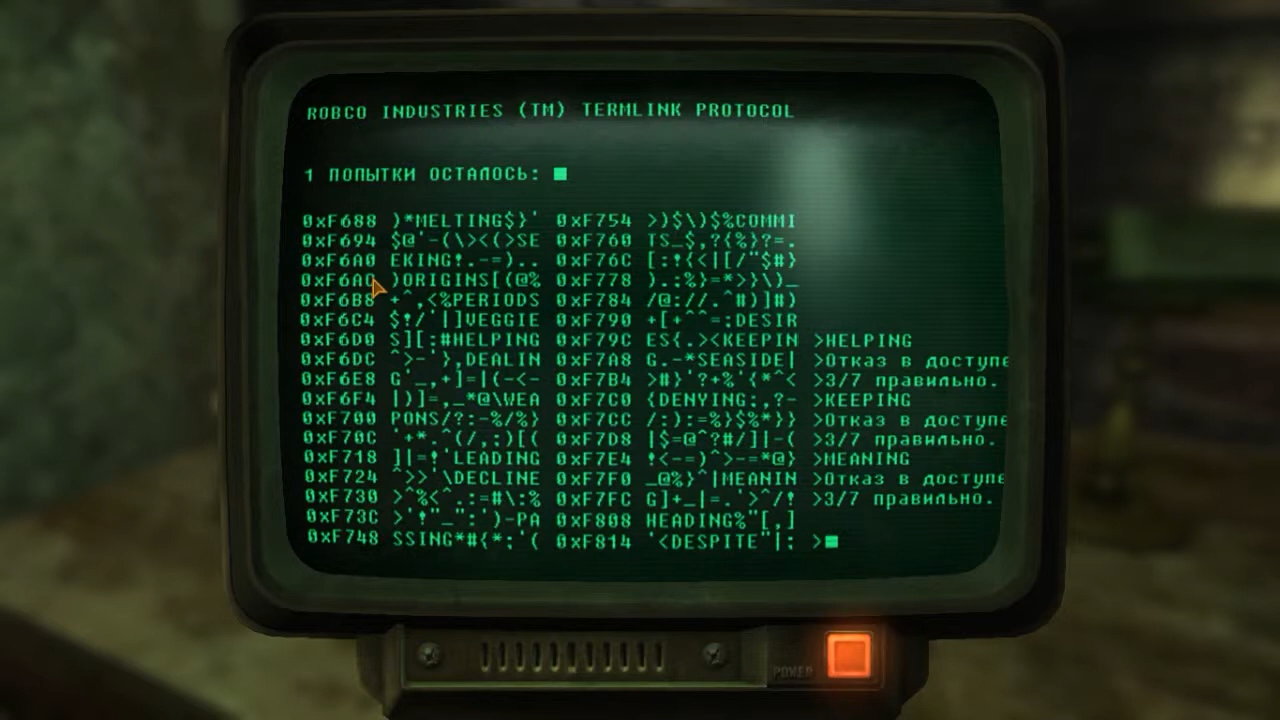 ROBCO INDUSTRIES (TM) TERMLINK PROTOCOL
1 ПОПЫТКИ ОСТАЛОСЬ:
0xF688 )*MELTING$}' 0xF754 >)$\)$%COMMI
0xF694 $@'-(\><(>SE 0xF760 TS_$,?{%}?=.
0xF6A0 EKING!.-=).. 0xF76C [:!{<|[/"$#}
0xF6AC )ORIGINS[(@% 0xF778 ).:%}=*>}\)_
0xF6B8 +^,<%PERIODS 0xF784 /@://.^#)]#)
0xF6C4 $!/'|]VEGGIE 0xF790 +[+^^=;DESIR
0xF6D0 S][:#HELPING 0xF79C ES{.><KEEPIN >HELPING
0xF6DC ^>-'},DEALIN 0xF7A8 G.-*SEASIDE| >Отказ в доступе
0xF6E8 G'_,+]=|(-<- 0xF7B4 >#}'?+%'{*^< >3/7 правильно.
0xF6F4 |)]=,_*@\WEA 0xF7C0 {DENYING:,?- >KEEPING
0xF700 PONS/?:-%/%} 0xF7CC /:):=%}$%*}} >Отказ в доступе
0xF70C '+*.^(/,:)[( 0xF7D8 |$=@^?#/]|-( >3/7 правильно.
0xF718 ]|=!'LEADING 0xF7E4 !<-=)^>-=*@} >MEANING
0xF724 ^>>'\DECLINE 0xF7F0 _@%}^|MEANIN >Отказ в доступе
0xF730 >^%<^.:=#\:% 0xF7FC G]+_|=.'>^/! >3/7 правильно.
0xF73C >'!"_":')-PA 0xF808 HEADING%"[,]
0xF748 SSING*#{*;'( 0xF814 '<DESPITE"|; >
POWER